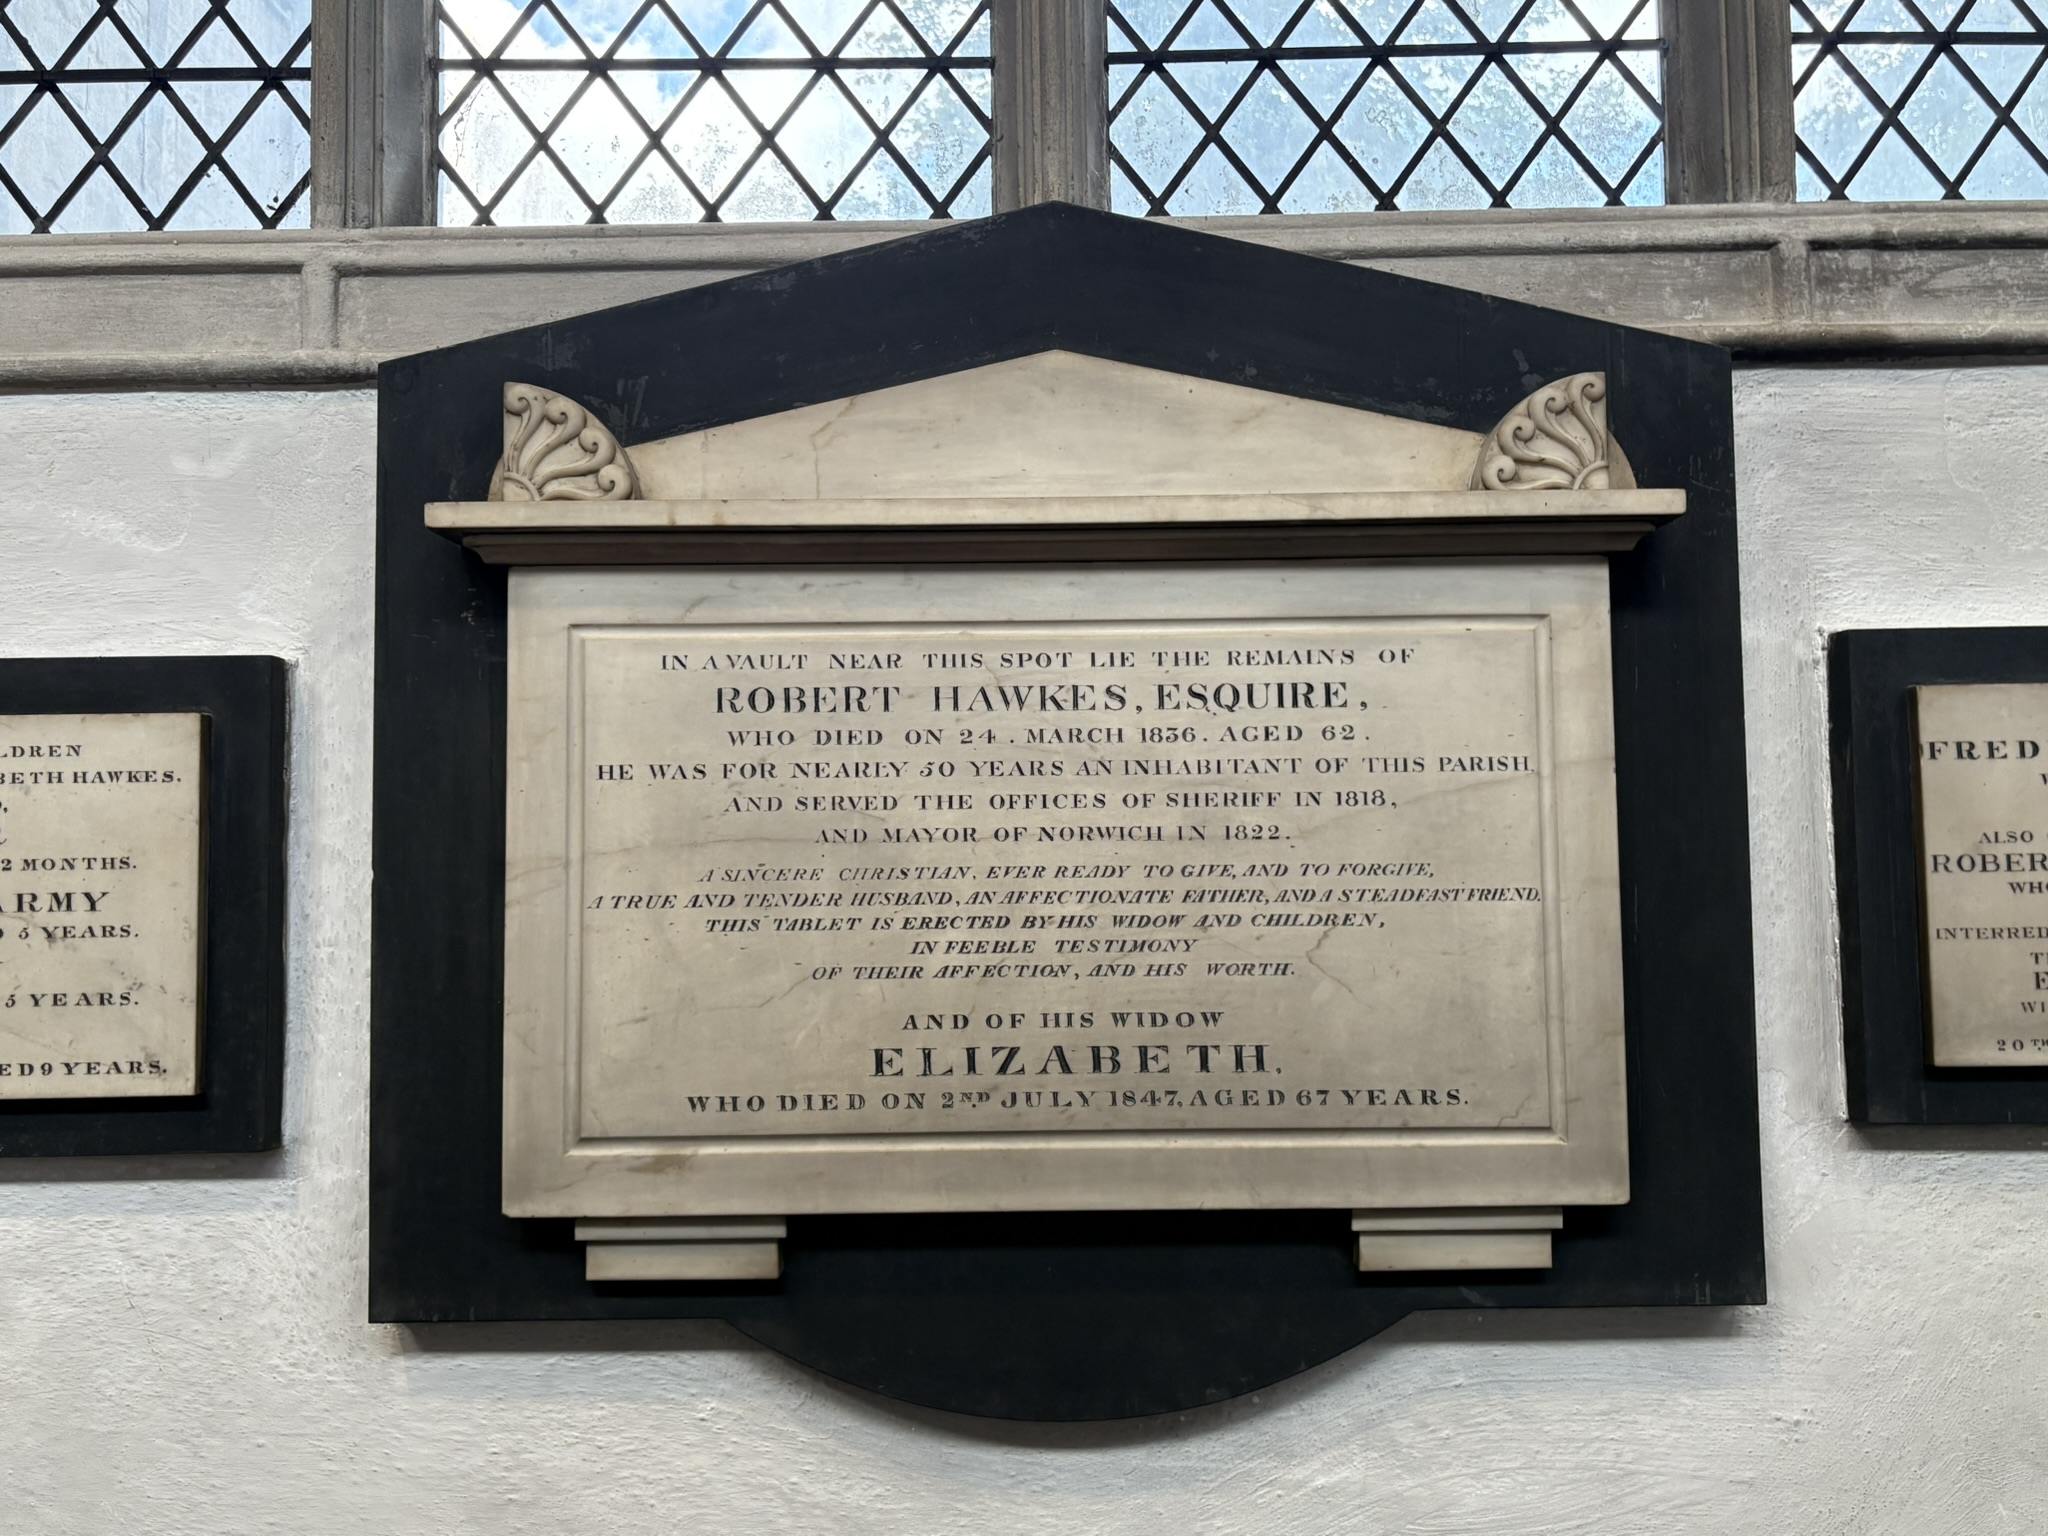 IN A VAULT NEAR THIS SPOT LIE THE REMAINS OF
ROBERT HAWKES, ESQUIRE,
WHO DIED ON 24. MARCH 1836. AGED 62.
HE WAS FOR NEARLY 50 YEARS AN INHABITANT OF THIS PARISH,
AND SERVED THE OFFICES OF SHERIFF IN 1818,
AND MAYOR OF NORWICH IN 1822.
A SINCERE CHRISTIAN, EVER READY TO GIVE, AND TO FORGIVE,
A TRUE AND TENDER HUSBAND, AN AFFECTIONATE FATHER, AND A STEADFAST FRIEND.
THIS TABLET IS ERECTED BY HIS WIDOW AND CHILDREN,
IN FEEBLE TESTIMONY
OF THEIR AFFECTION, AND HIS WORTH.
AND OF HIS WIDOW
ELIZABETH.
WHO DIED ON 2ND JULY 1847, AGED 67 YEARS.
LDREN
BETH HAWKES.
2 MONTHS.
ARMY
5 YEARS.
5 YEARS.
ED 9 YEARS.
FRED
ALSO
ROBER
WHO
INTERRED
20TH